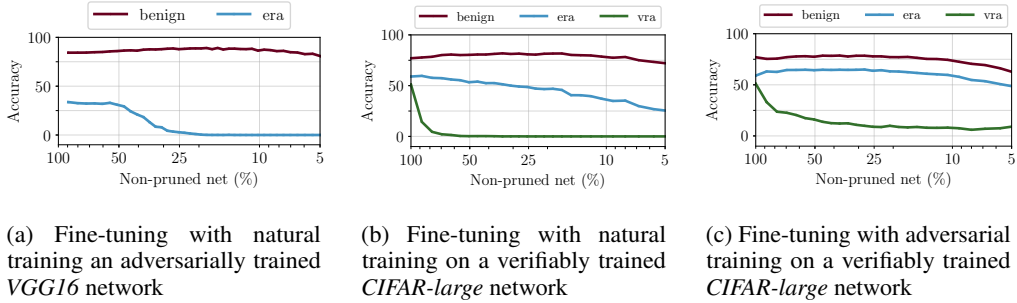 benign era
Accuracy
100
50
0
100 50 25 10 5
Non-pruned net (%)
(a) Fine-tuning with natural
training an adversarially trained
VGG16 network
benign era vra
Accuracy
100
50
0
100 50 25 10 5
Non-pruned net (%)
(b) Fine-tuning with natural
training on a verifiably trained
CIFAR-large network
benign era vra
Accuracy
100
50
0
100 50 25 10 5
Non-pruned net (%)
(c) Fine-tuning with adversarial
training on a verifiably trained
CIFAR-large network